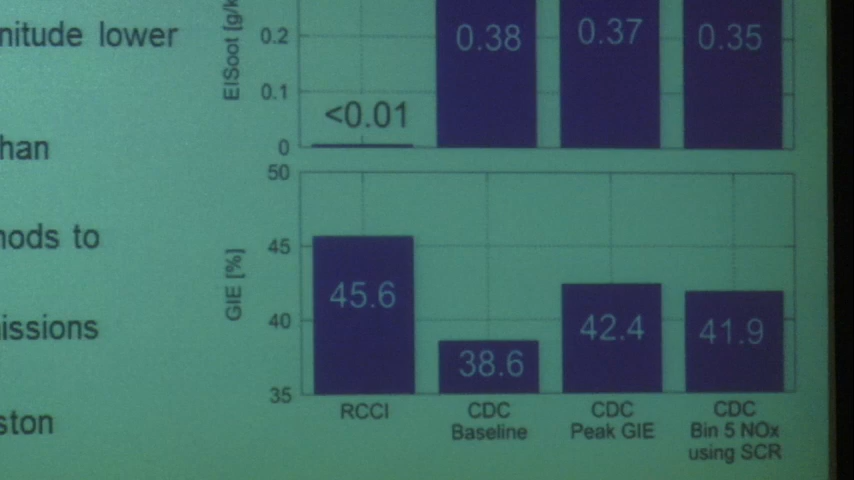 nitude lower
han
nods to
issions
ston
EISoot [g/k
0.2
0.1
0
<0.01
0.38
0.37
0.35
GIE [%]
50
45
40
35
45.6
38.6
42.4
41.9
RCCI
CDC
Baseline
CDC
Peak GIE
CDC
Bin 5 NOx
using SCR